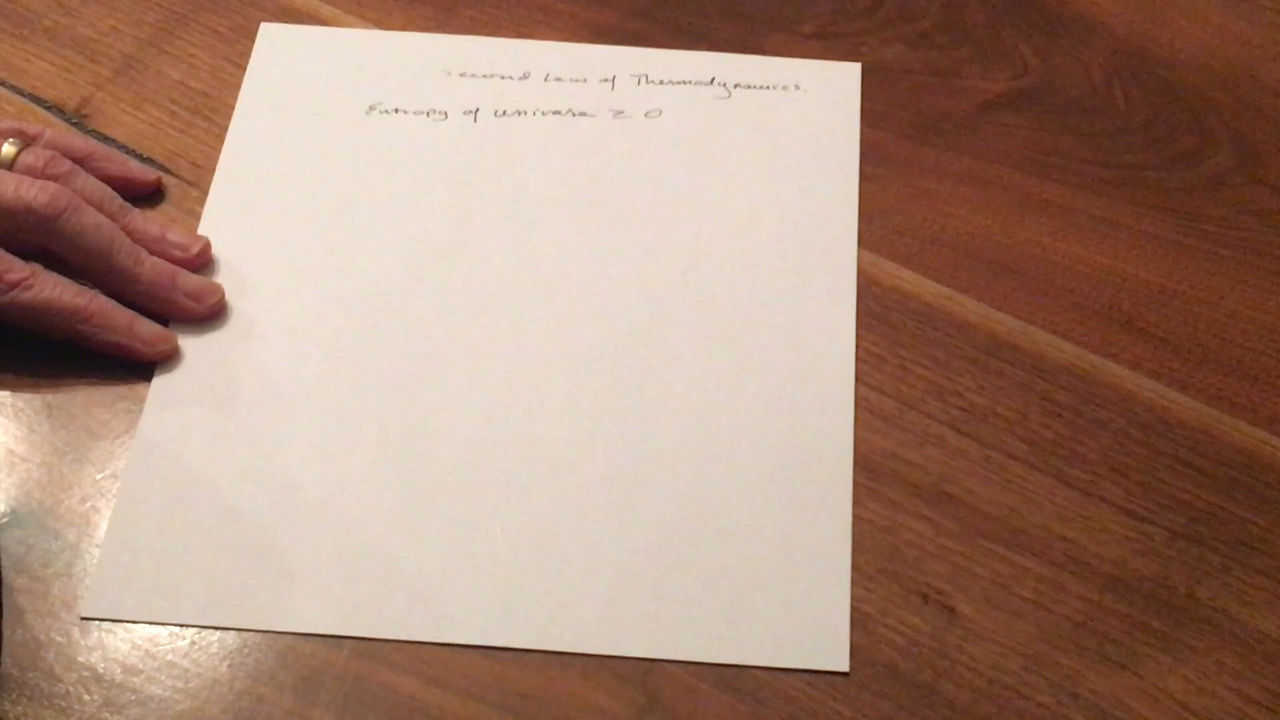 Second Law of Thermodynamics.
Entropy of universe ≥ 0